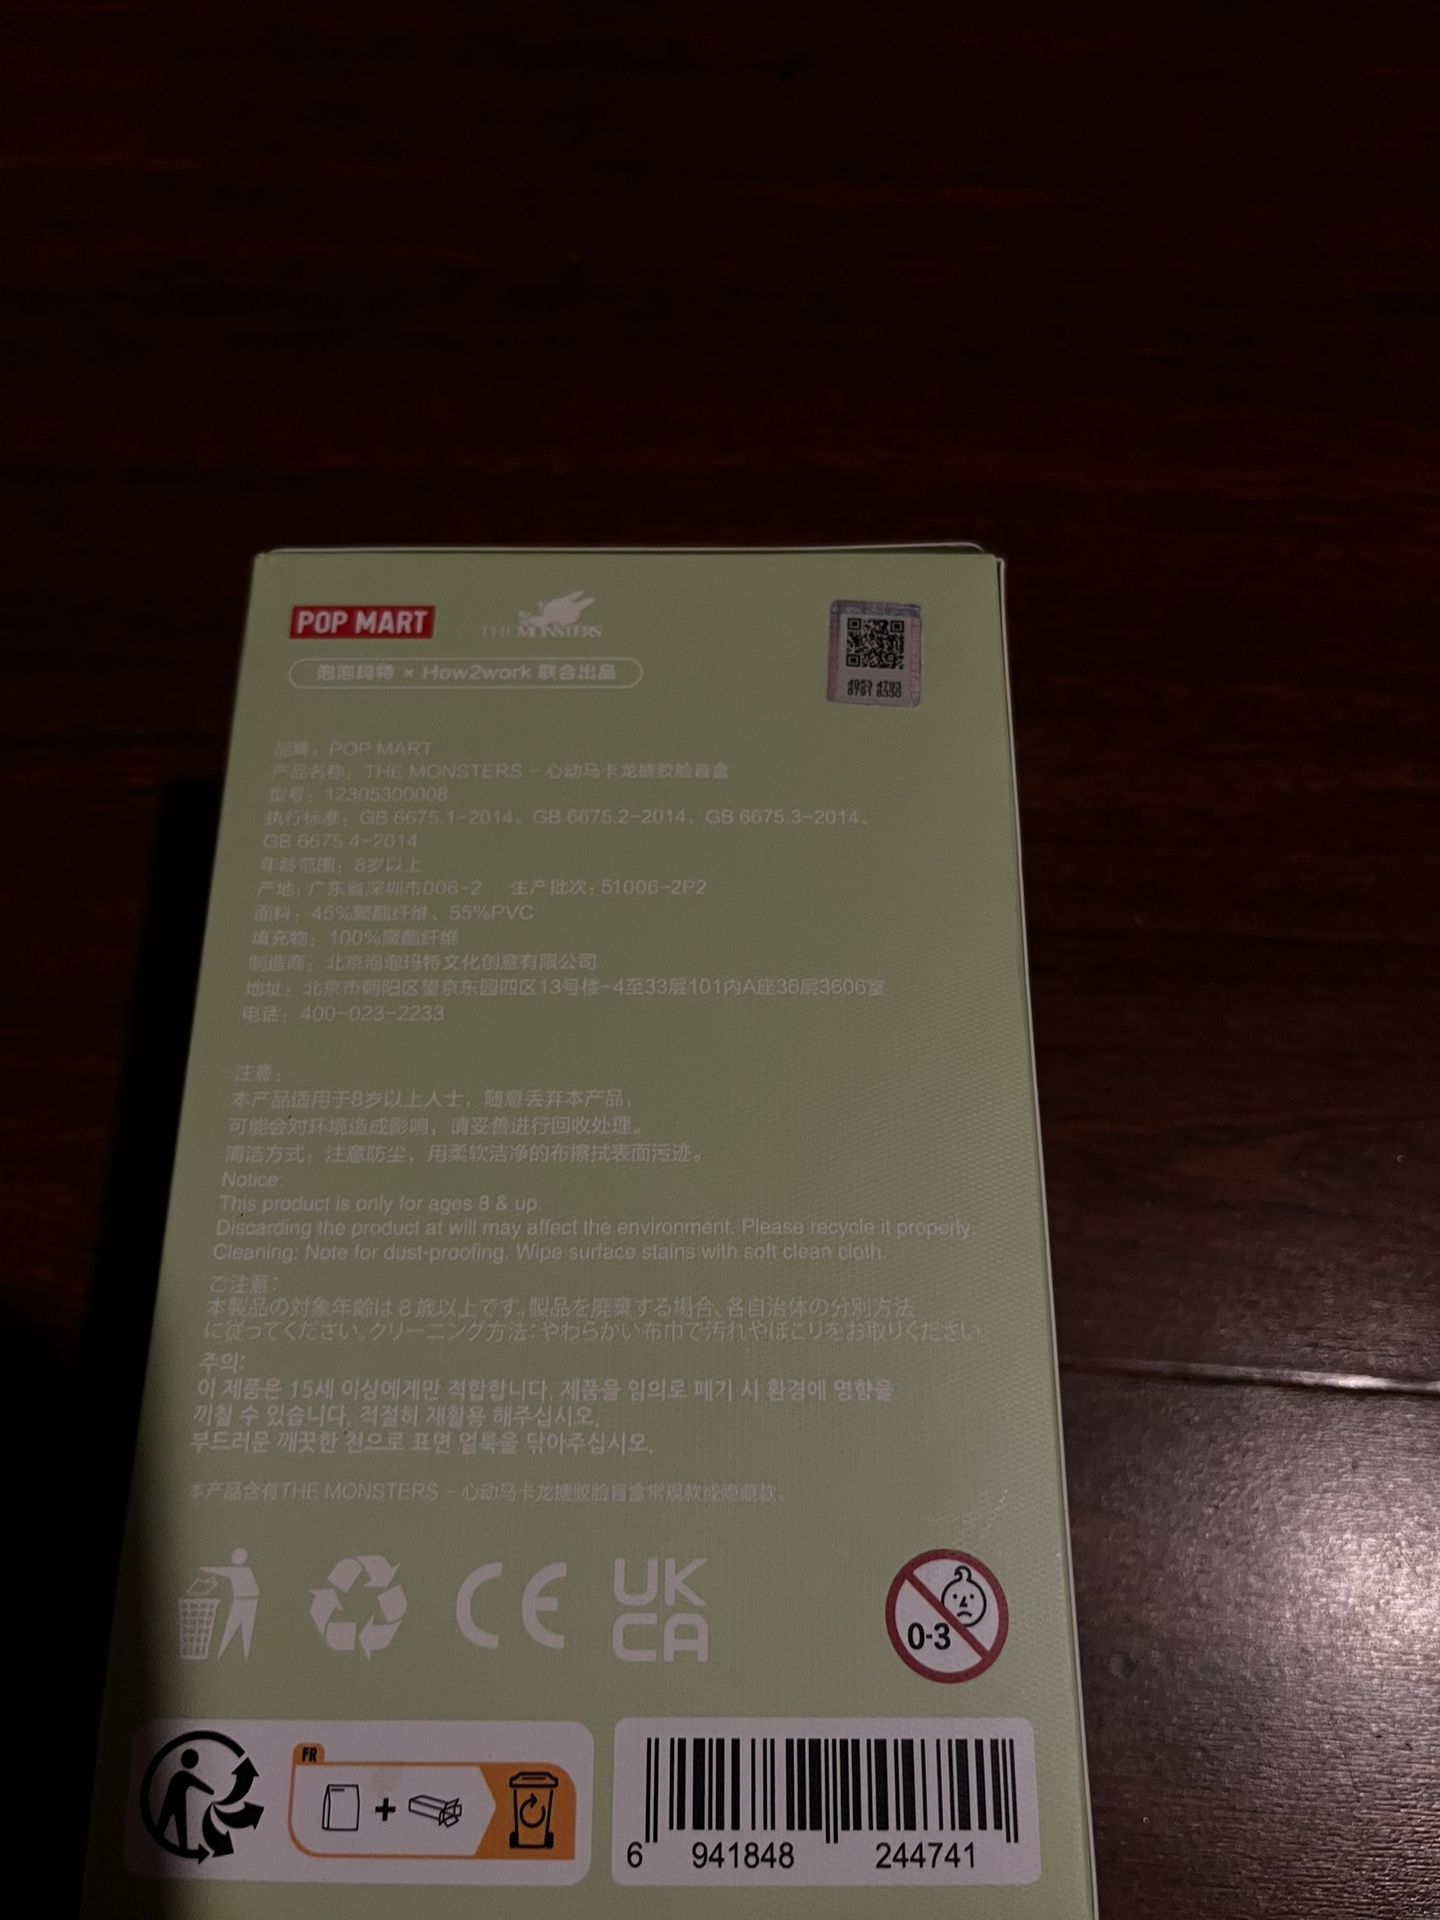 POP MART
THE MONSTERS
泡泡玛特 × How2work 联合出品
4953 4793
6791 8330
品牌：POP MART
产品名称：THE MONSTERS – 心动马卡龙搪胶脸盲盒
型号：12305300008
执行标准：GB 6675.1-2014、GB 6675.2-2014、GB 6675.3-2014、
GB 6675.4-2014
年龄范围：8岁以上
产地：广东省深圳市006-2 生产批次：51006-2P2
面料：45%聚酯纤维、55%PVC
填充物：100%聚酯纤维
制造商：北京泡泡玛特文化创意有限公司
地址：北京市朝阳区望京东园四区13号楼-4至33层101内A座36层3606室
电话：400-023-2233
注意：
本产品适用于8岁以上人士，随意丢弃本产品，
可能会对环境造成影响，请妥善进行回收处理。
清洁方式：注意防尘，用柔软洁净的布擦拭表面污迹。
Notice:
This product is only for ages 8 & up.
Discarding the product at will may affect the environment. Please recycle it properly.
Cleaning: Note for dust-proofing. Wipe surface stains with soft clean cloth.
ご注意：
本製品の対象年齢は8歳以上です。製品を廃棄する場合、各自治体の分別方法
に従ってください。クリーニング方法：やわらかい布巾で汚れやほこりをお取りください
주의:
이 제품은 15세 이상에게만 적합합니다. 제품을 임의로 폐기 시 환경에 영향을
끼칠 수 있습니다. 적절히 재활용 해주십시오.
부드러운 깨끗한 천으로 표면 얼룩을 닦아주십시오.
本产品含有THE MONSTERS – 心动马卡龙搪胶脸盲盒常规款或隐藏款。
CE
UK
CA
0-3
FR
+
6 941848 244741